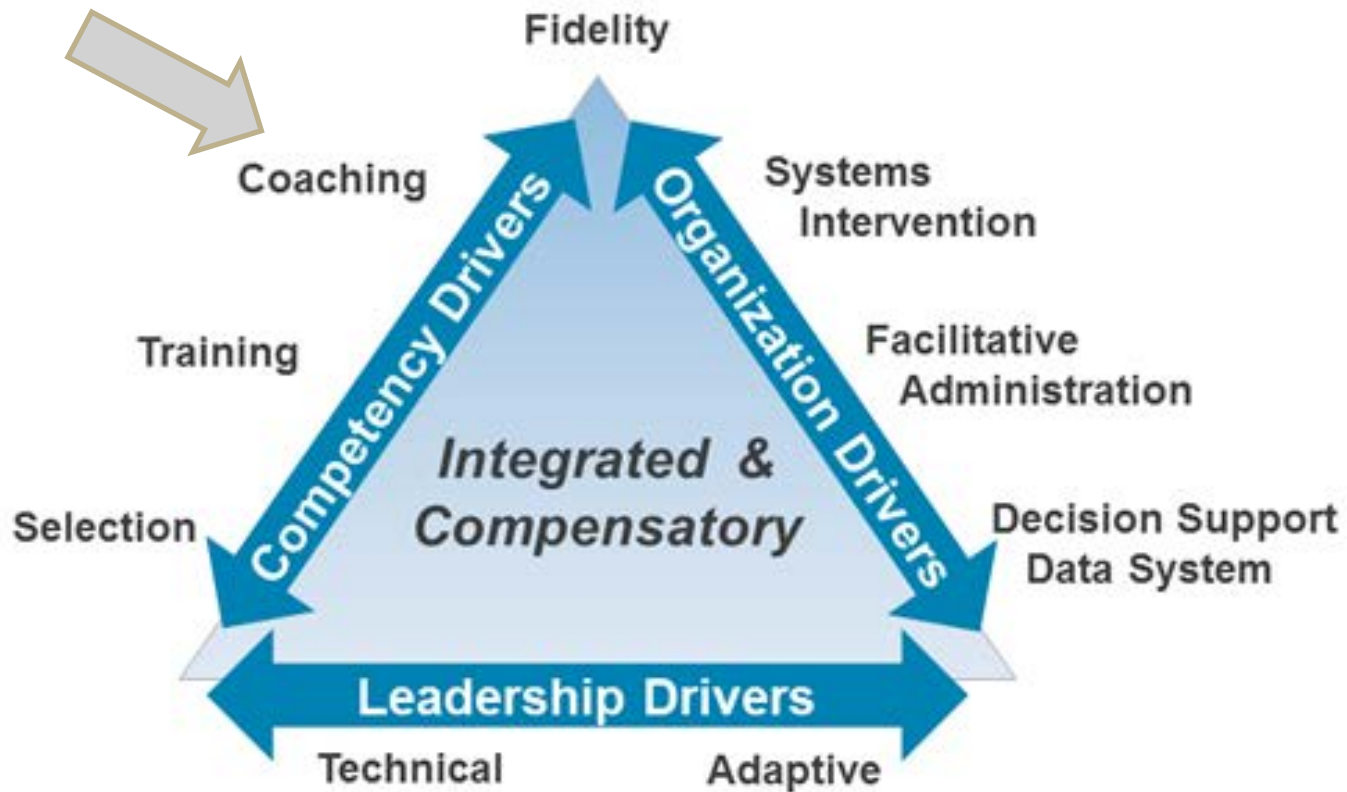 Fidelity
Coaching
Training
Selection
Competency Drivers
Integrated &
Compensatory
Organization Drivers
Systems
Intervention
Facilitative
Administration
Decision Support
Data System
Leadership Drivers
Technical
Adaptive